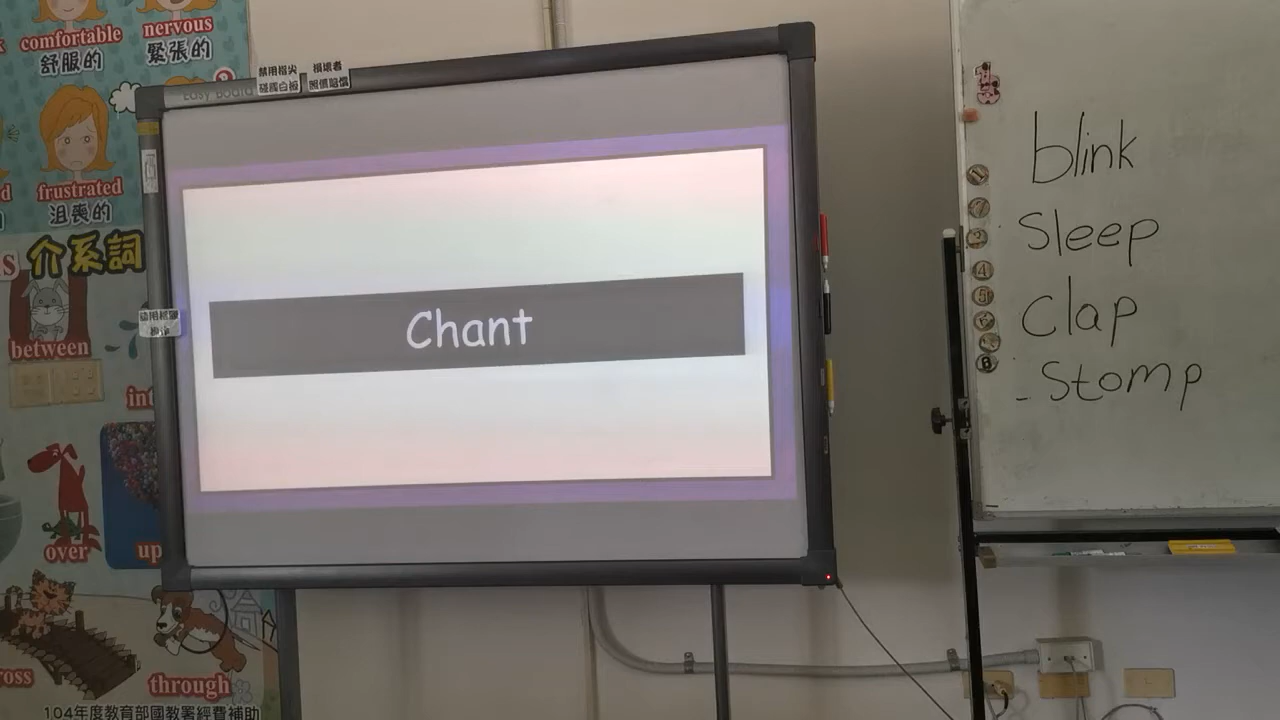 comfortable
舒服的
nervous
緊張的
frustrated
沮喪的
介系詞
between
over
up
through
104年度教育部國教署經費補助
Easy Board
禁用指尖
碰觸白板
損壞者
照價賠償
Chant
blink
Sleep
Clap
- Stomp